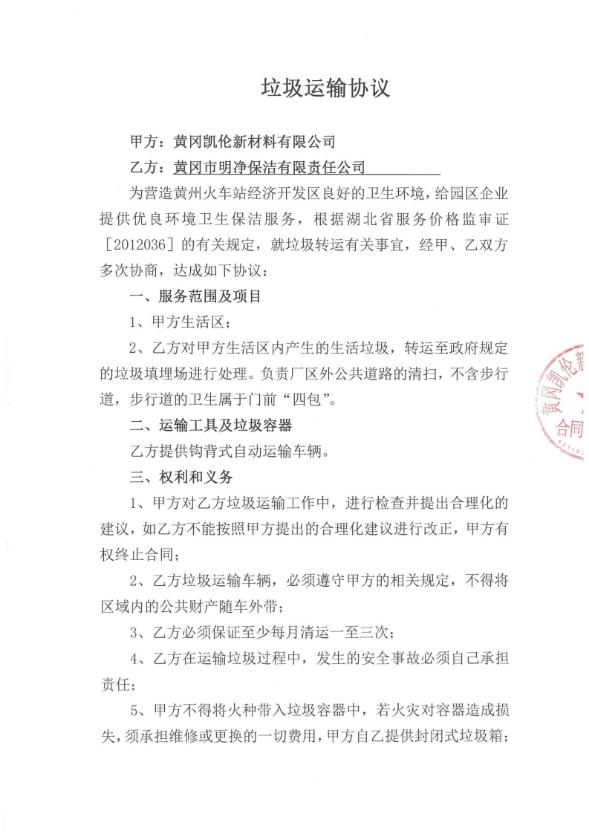 垃圾运输协议
甲方：黄冈凯伦新材料有限公司
乙方：黄冈市明净保洁有限责任公司
为营造黄州火车站经济开发区良好的卫生环境，给园区企业
提供优良环境卫生保洁服务，根据湖北省服务价格监审证
［2012036］的有关规定，就垃圾转运有关事宜，经甲、乙双方
多次协商，达成如下协议：
一、服务范围及项目
1、甲方生活区；
2、乙方对甲方生活区内产生的生活垃圾，转运至政府规定
的垃圾填埋场进行处理。负责厂区外公共道路的清扫，不含步行
道，步行道的卫生属于门前“四包”。
二、运输工具及垃圾容器
乙方提供钩背式自动运输车辆。
三、权利和义务
1、甲方对乙方垃圾运输工作中，进行检查并提出合理化的
建议，如乙方不能按照甲方提出的合理化建议进行改正，甲方有
权终止合同；
2、乙方垃圾运输车辆，必须遵守甲方的相关规定，不得将
区域内的公共财产随车外带；
3、乙方必须保证至少每月清运一至三次；
4、乙方在运输垃圾过程中，发生的安全事故必须自己承担
责任；
5、甲方不得将火种带入垃圾容器中，若火灾对容器造成损
失，须承担维修或更换的一切费用，甲方自乙提供封闭式垃圾箱；
黄冈凯伦新
合同